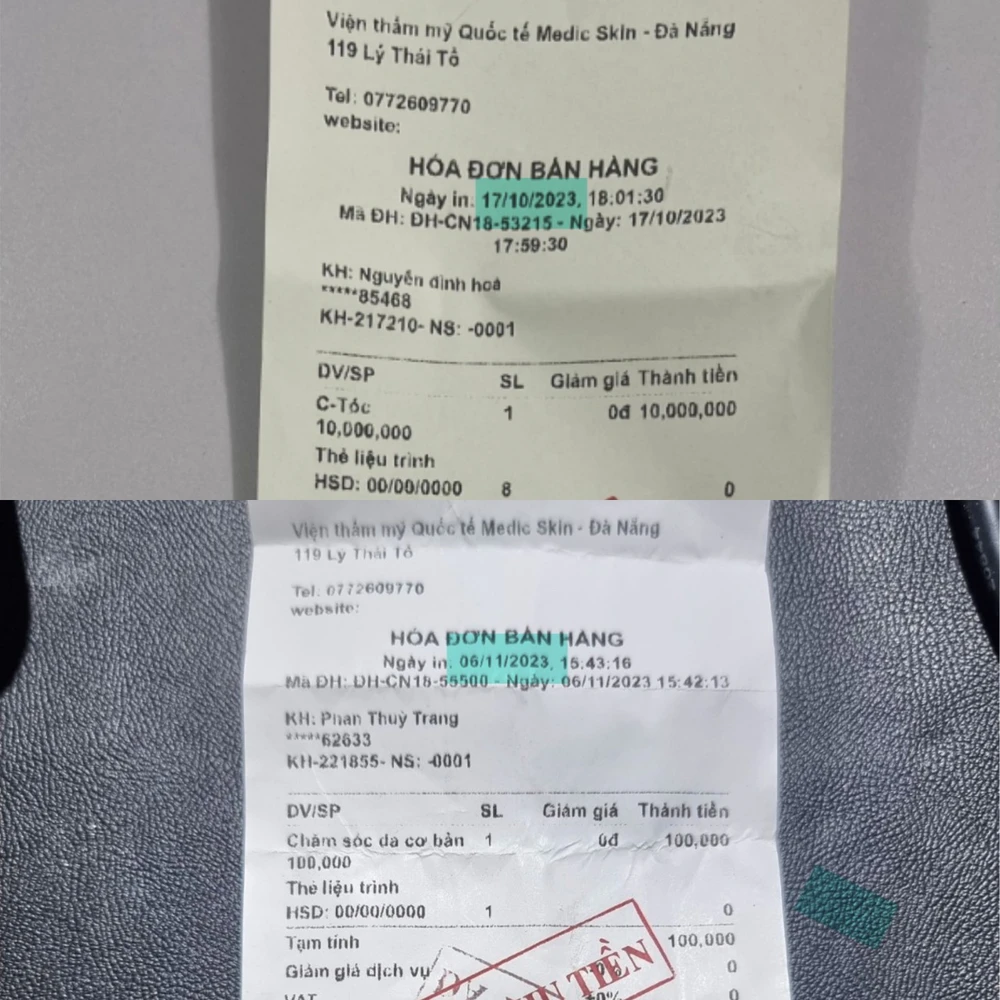 Viện thẩm mỹ Quốc tế Medic Skin - Đà Nẵng
119 Lý Thái Tổ
Tel: 0772609770
website:
HÓA ĐƠN BÁN HÀNG
Ngày in: 17/10/2023, 18:01:30
Mã ĐH: ĐH-CN18-53215 - Ngày: 17/10/2023
17:59:30
KH: Nguyễn đình hoà
*****85468
KH-217210- NS: -0001
DV/SP SL Giảm giá Thành tiền
C-Tóc 1 0đ 10,000,000
10,000,000
Thẻ liệu trình
HSD: 00/00/0000 8 0
Viện thẩm mỹ Quốc tế Medic Skin - Đà Nẵng
119 Lý Thái Tổ
Tel: 0772609770
website:
HÓA ĐƠN BÁN HÀNG
Ngày in: 06/11/2023, 15:43:16
Mã ĐH: ĐH-CN18-55500 - Ngày: 06/11/2023 15:42:13
KH: Phan Thuỳ Trang
*****62633
KH-221855- NS: -0001
DV/SP SL Giảm giá Thành tiền
Chăm sóc da cơ bản 1 0đ 100,000
100,000
Thẻ liệu trình
HSD: 00/00/0000 1 0
Tạm tính 100,000
Giảm giá dịch vụ 0
TIỀN
VAT 0